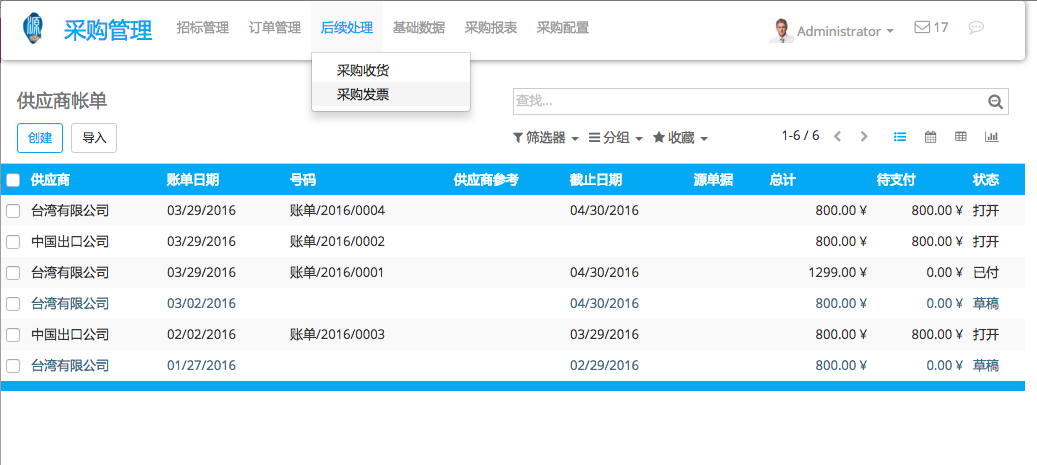 采购管理 招标管理 订单管理 后续处理 基础数据 采购报表 采购配置 Administrator 17
采购收货
采购发票
供应商帐单
查找...
创建 导入
筛选器 分组 收藏 1-6 / 6
供应商 账单日期 号码 供应商参考 截止日期 源单据 总计 待支付 状态
台湾有限公司 03/29/2016 账单/2016/0004 04/30/2016 800.00 ¥ 800.00 ¥ 打开
中国出口公司 03/29/2016 账单/2016/0002 800.00 ¥ 800.00 ¥ 打开
台湾有限公司 03/29/2016 账单/2016/0001 04/30/2016 1299.00 ¥ 0.00 ¥ 已付
台湾有限公司 03/02/2016 04/30/2016 800.00 ¥ 0.00 ¥ 草稿
中国出口公司 02/02/2016 账单/2016/0003 03/29/2016 800.00 ¥ 800.00 ¥ 打开
台湾有限公司 01/27/2016 02/29/2016 800.00 ¥ 0.00 ¥ 草稿